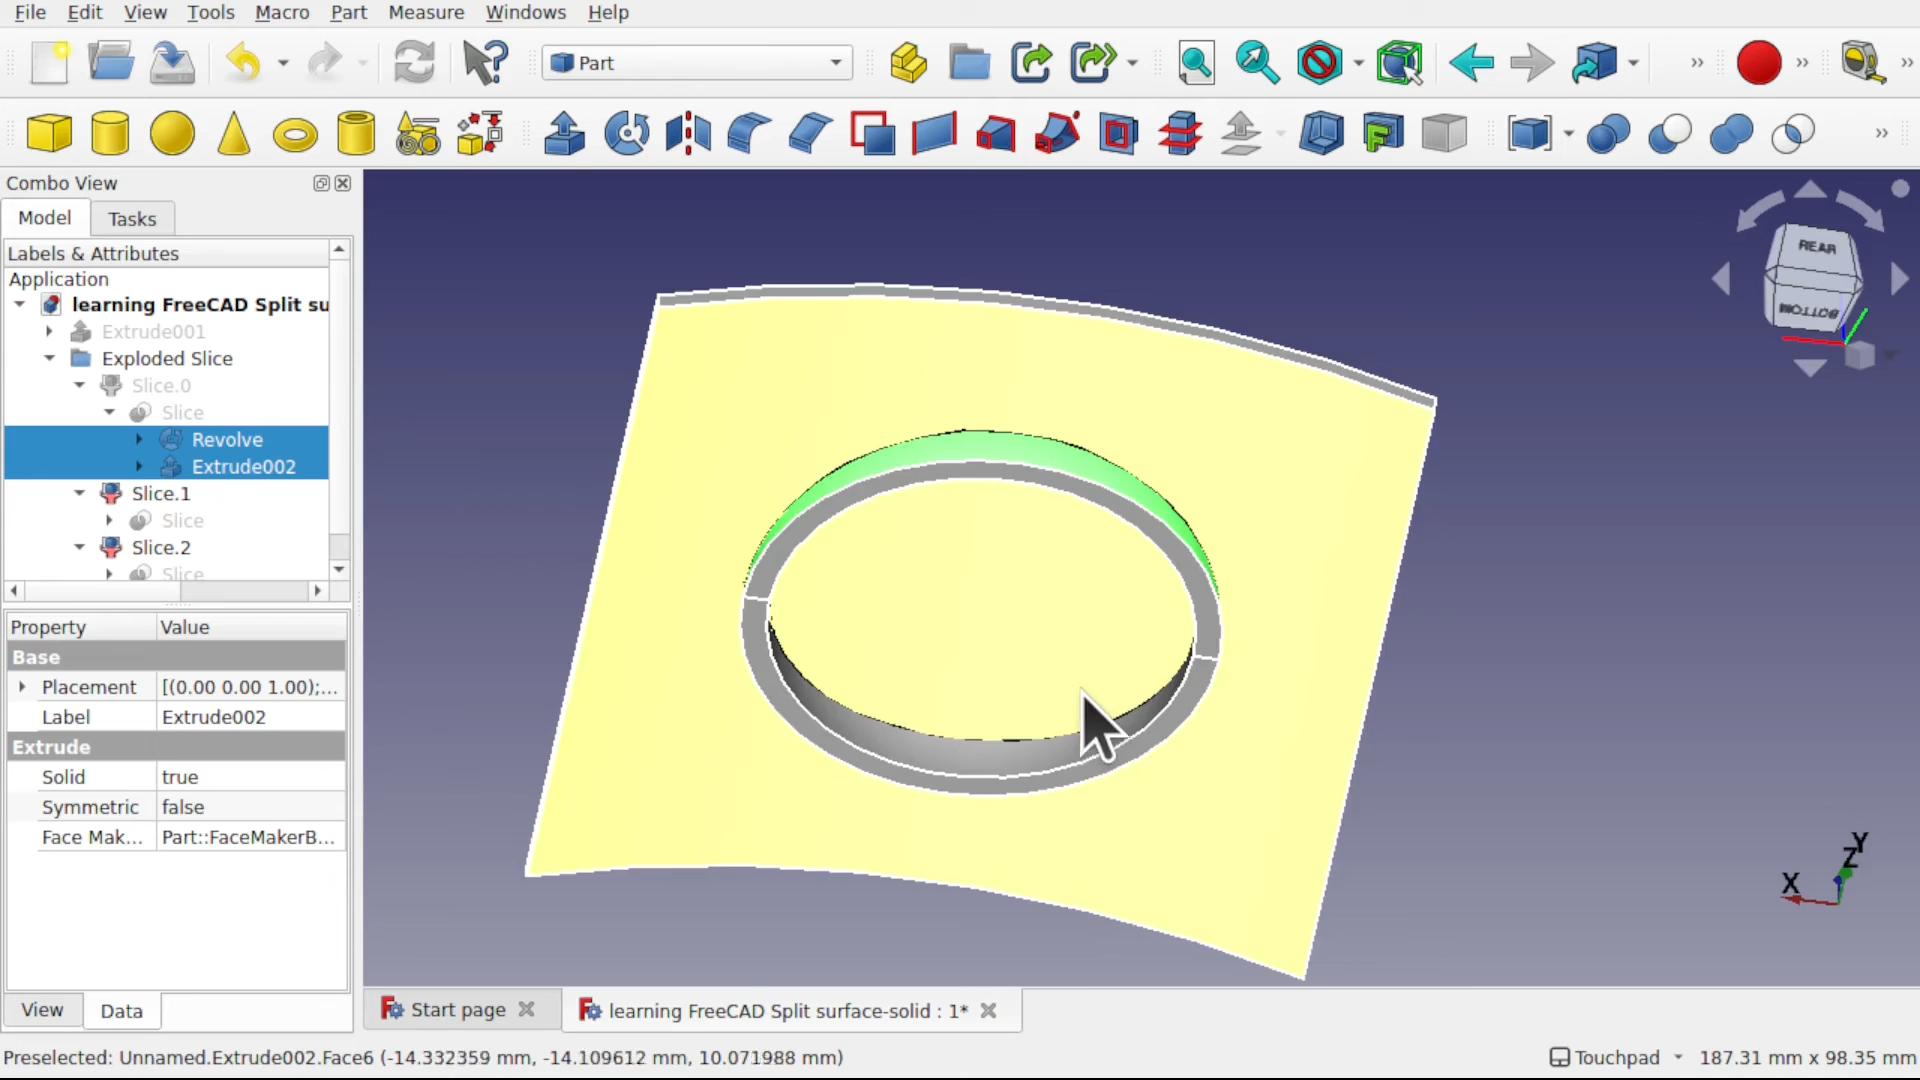 File Edit View Tools Macro Part Measure Windows Help
Part
Combo View
Model Tasks
Labels & Attributes
Application
learning FreeCAD Split su
Extrude001
Exploded Slice
Slice.0
Slice
Revolve
Extrude002
Slice.1
Slice
Slice.2
Slice
Property Value
Base
Placement [(0.00 0.00 1.00);...
Label Extrude002
Extrude
Solid true
Symmetric false
Face Mak... Part::FaceMakerB...
View Data
REAR
BOTTOM
Y
Z
X
Start page
learning FreeCAD Split surface-solid : 1*
Preselected: Unnamed.Extrude002.Face6 (-14.332359 mm, -14.109612 mm, 10.071988 mm)
Touchpad 187.31 mm x 98.35 mm